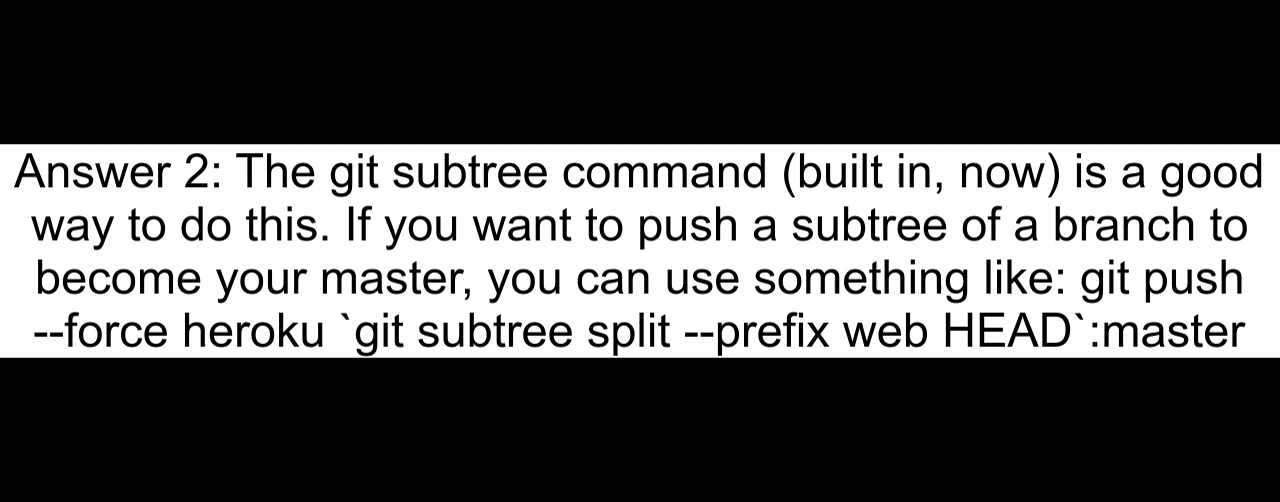 Answer 2: The git subtree command (built in, now) is a good
way to do this. If you want to push a subtree of a branch to
become your master, you can use something like: git push
--force heroku `git subtree split --prefix web HEAD`:master